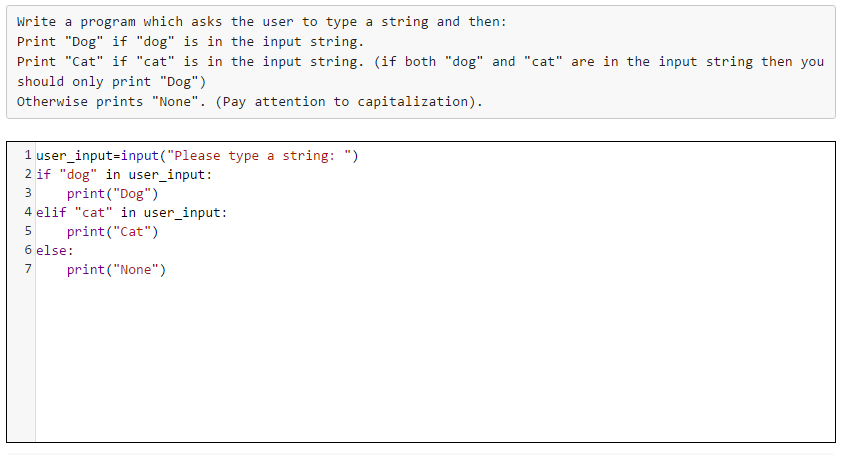 Write a program which asks the user to type a string and then:
Print "Dog" if "dog" is in the input string.
Print "Cat" if "cat" is in the input string. (if both "dog" and "cat" are in the input string then you
should only print "Dog")
Otherwise prints "None". (Pay attention to capitalization).
1 user_input=input("Please type a string: ")
2 if "dog" in user_input:
3     print("Dog")
4 elif "cat" in user_input:
5     print("Cat")
6 else:
7     print("None")